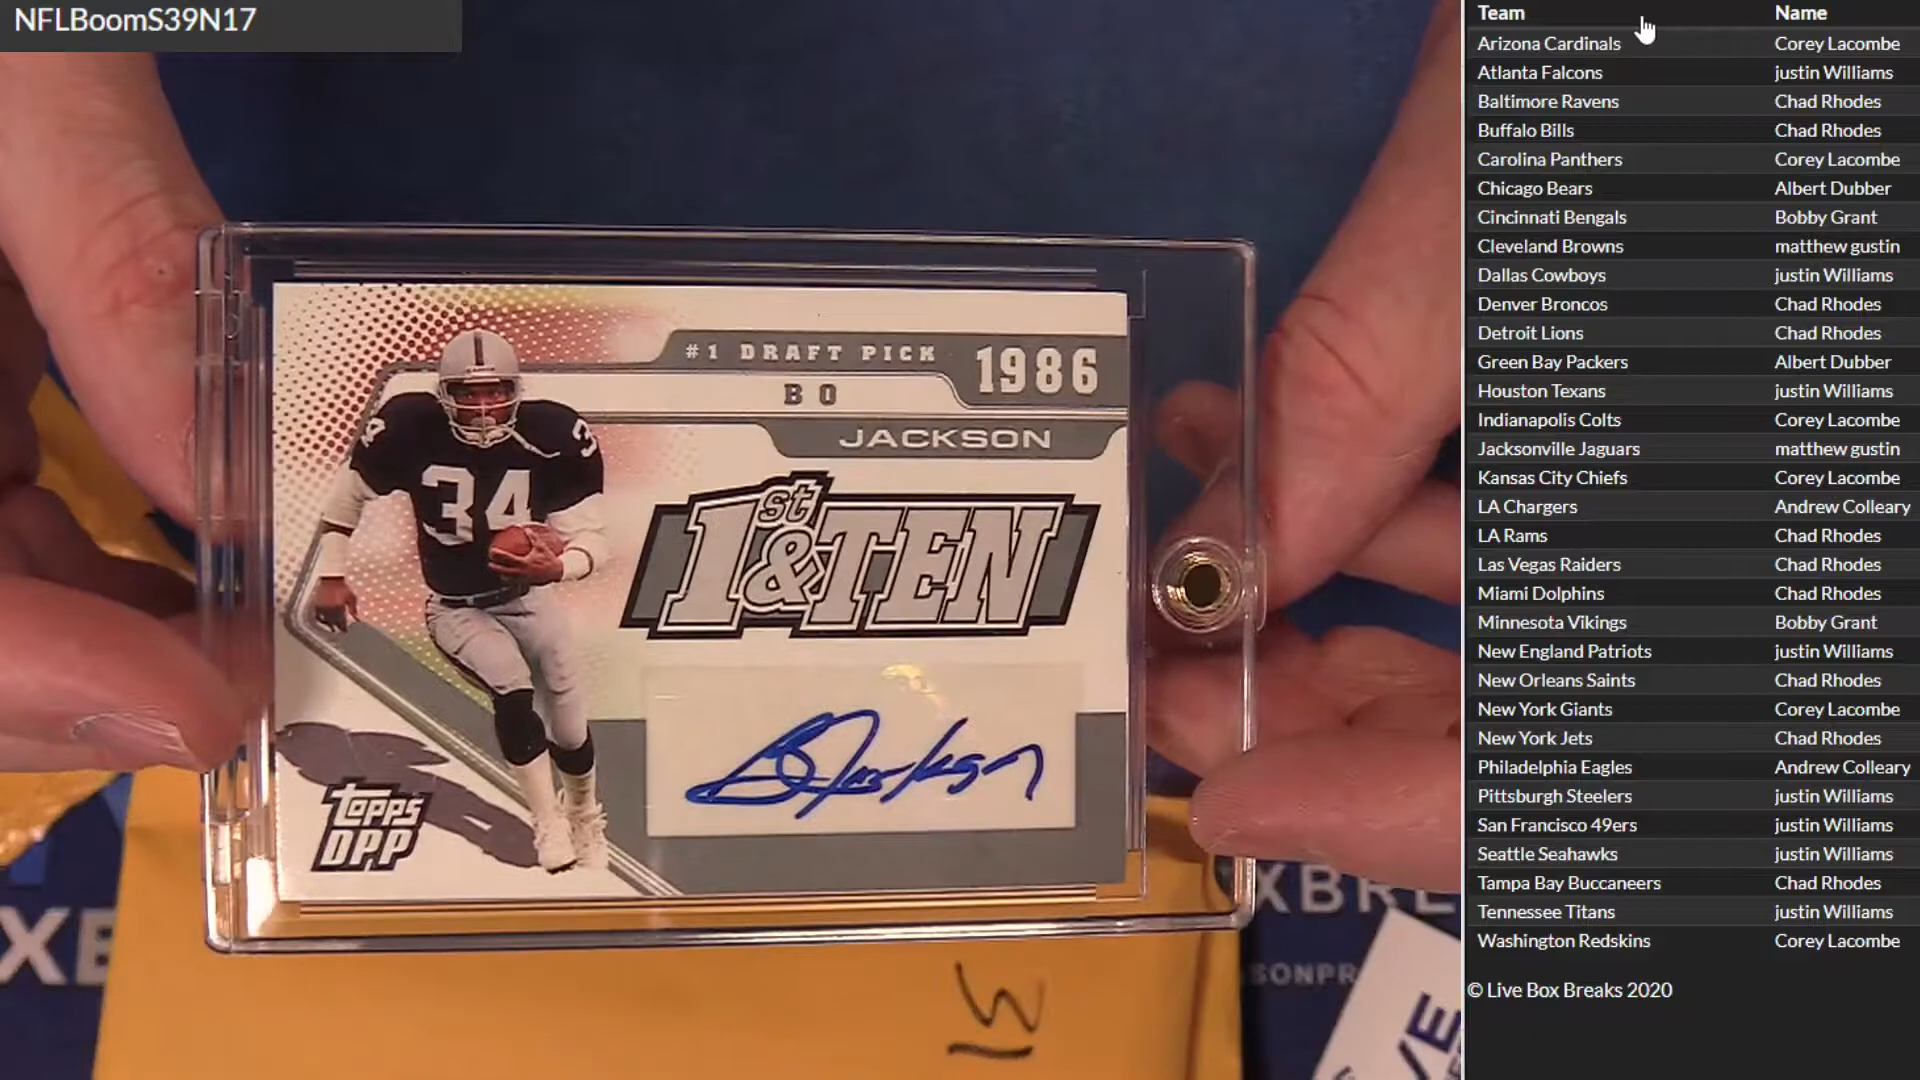 NFLBoomS39N17
#1 DRAFT PICK 1986
BO
JACKSON
34
34
34
1st & TEN
Bo Jackson
TOPPS
DPP
XB
XBRE
SONPR
Team Name
Arizona Cardinals Corey Lacombe
Atlanta Falcons justin Williams
Baltimore Ravens Chad Rhodes
Buffalo Bills Chad Rhodes
Carolina Panthers Corey Lacombe
Chicago Bears Albert Dubber
Cincinnati Bengals Bobby Grant
Cleveland Browns matthew gustin
Dallas Cowboys justin Williams
Denver Broncos Chad Rhodes
Detroit Lions Chad Rhodes
Green Bay Packers Albert Dubber
Houston Texans justin Williams
Indianapolis Colts Corey Lacombe
Jacksonville Jaguars matthew gustin
Kansas City Chiefs Corey Lacombe
LA Chargers Andrew Colleary
LA Rams Chad Rhodes
Las Vegas Raiders Chad Rhodes
Miami Dolphins Chad Rhodes
Minnesota Vikings Bobby Grant
New England Patriots justin Williams
New Orleans Saints Chad Rhodes
New York Giants Corey Lacombe
New York Jets Chad Rhodes
Philadelphia Eagles Andrew Colleary
Pittsburgh Steelers justin Williams
San Francisco 49ers justin Williams
Seattle Seahawks justin Williams
Tampa Bay Buccaneers Chad Rhodes
Tennessee Titans justin Williams
Washington Redskins Corey Lacombe
© Live Box Breaks 2020